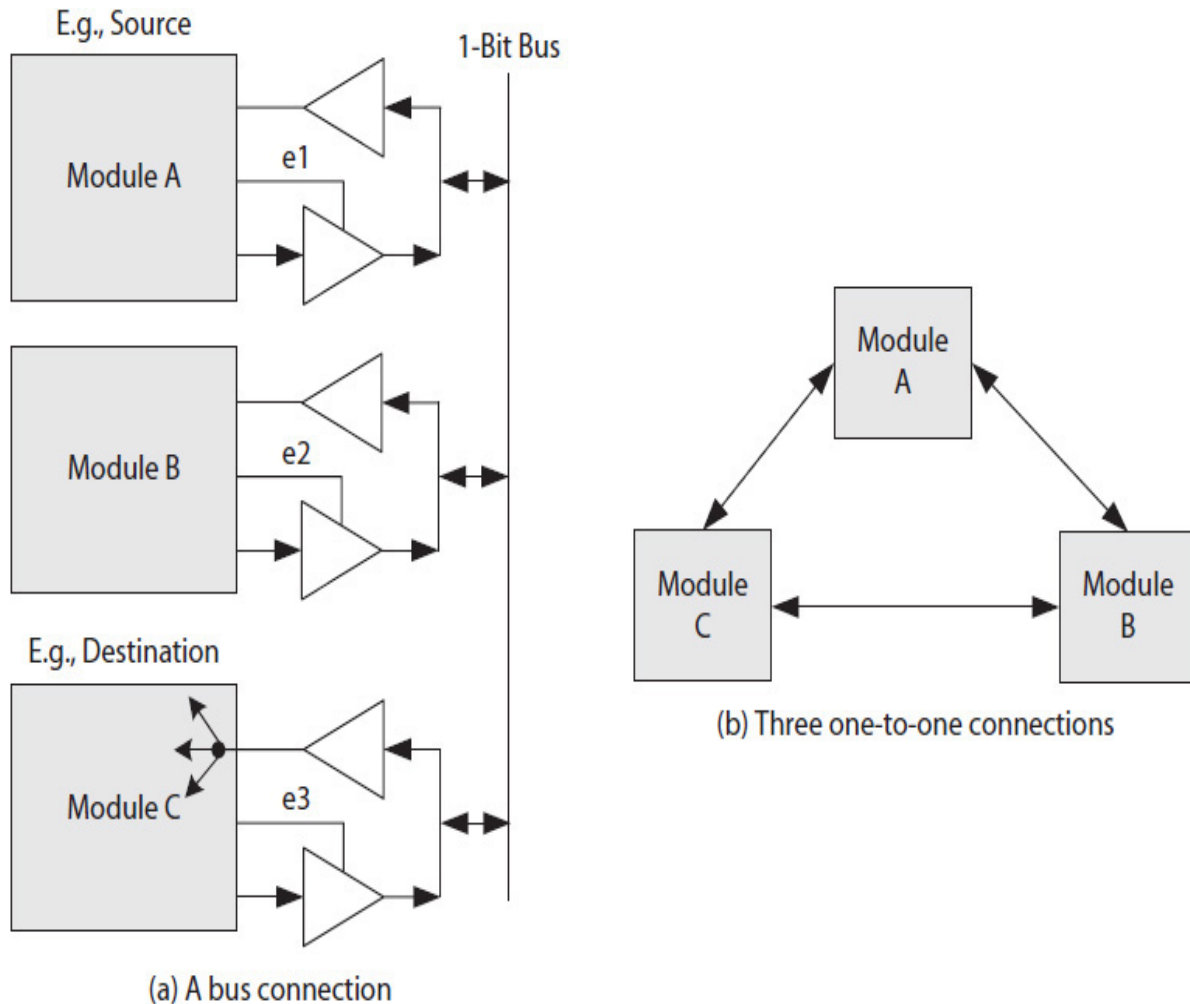 E.g., Source
1-Bit Bus
Module A
e1
Module B
e2
E.g., Destination
Module C
e3
(a) A bus connection
Module
A
Module
C
Module
B
(b) Three one-to-one connections